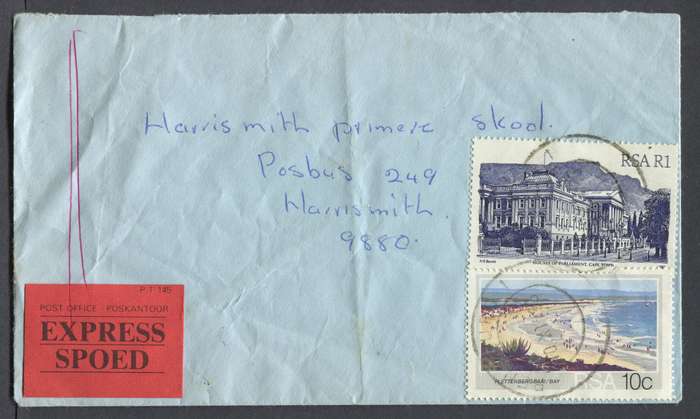 Harrismith primere skool.
Posbus 249
Harrismith.
9880.
RSA R1
HOUSES OF PARLIAMENT, CAPE TOWN
PLETTENBERGBAAI/BAY
RSA 10c
P.T. 145
POST OFFICE · POSKANTOOR
EXPRESS
SPOED